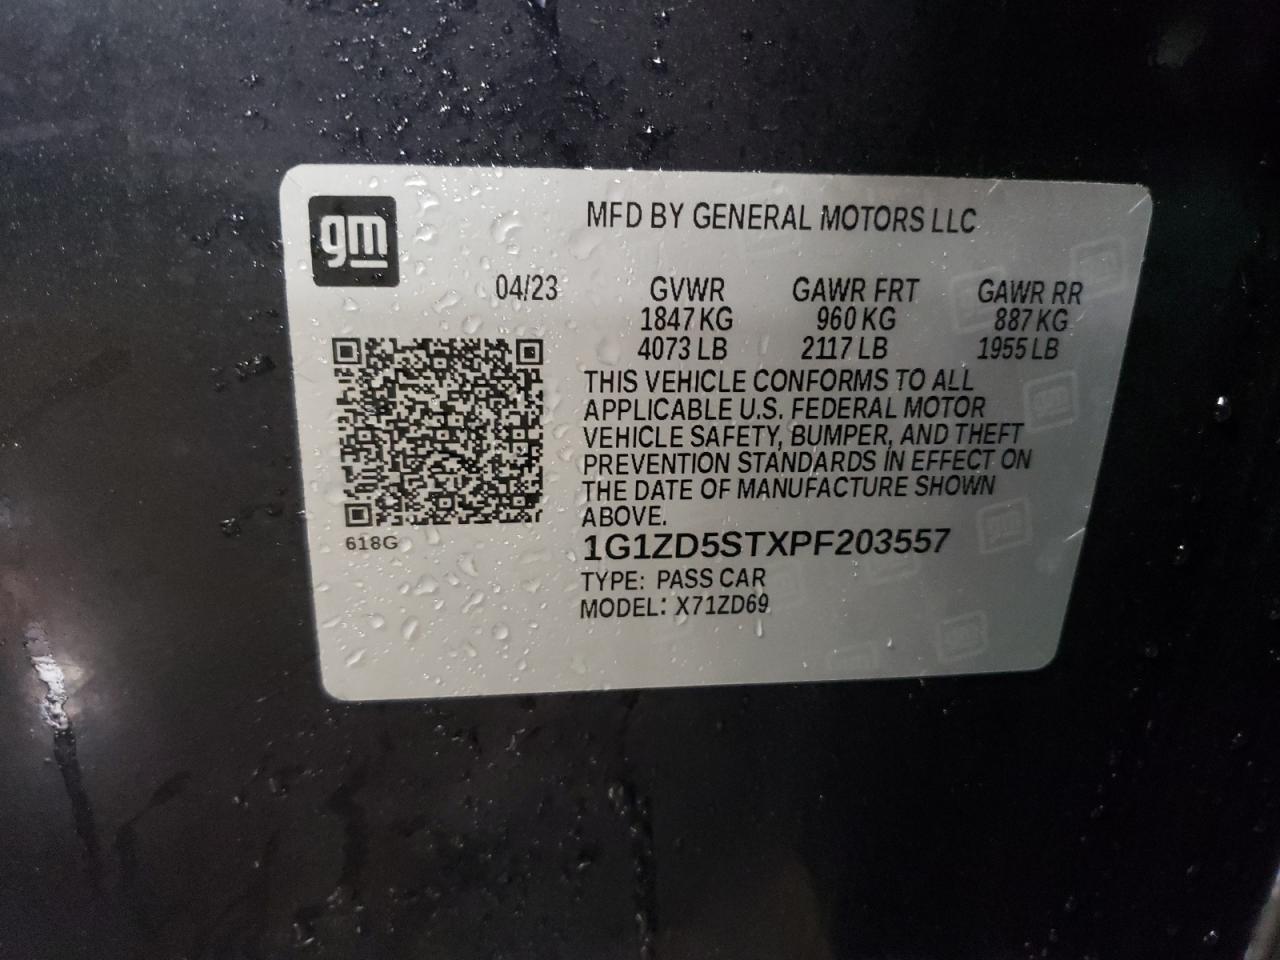 gm
MFD BY GENERAL MOTORS LLC
04/23 GVWR GAWR FRT GAWR RR
1847 KG 960 KG 887 KG
4073 LB 2117 LB 1955 LB
THIS VEHICLE CONFORMS TO ALL
APPLICABLE U.S. FEDERAL MOTOR
VEHICLE SAFETY, BUMPER, AND THEFT
PREVENTION STANDARDS IN EFFECT ON
THE DATE OF MANUFACTURE SHOWN
ABOVE.
618G
1G1ZD5STXPF203557
TYPE: PASS CAR
MODEL: X71ZD69